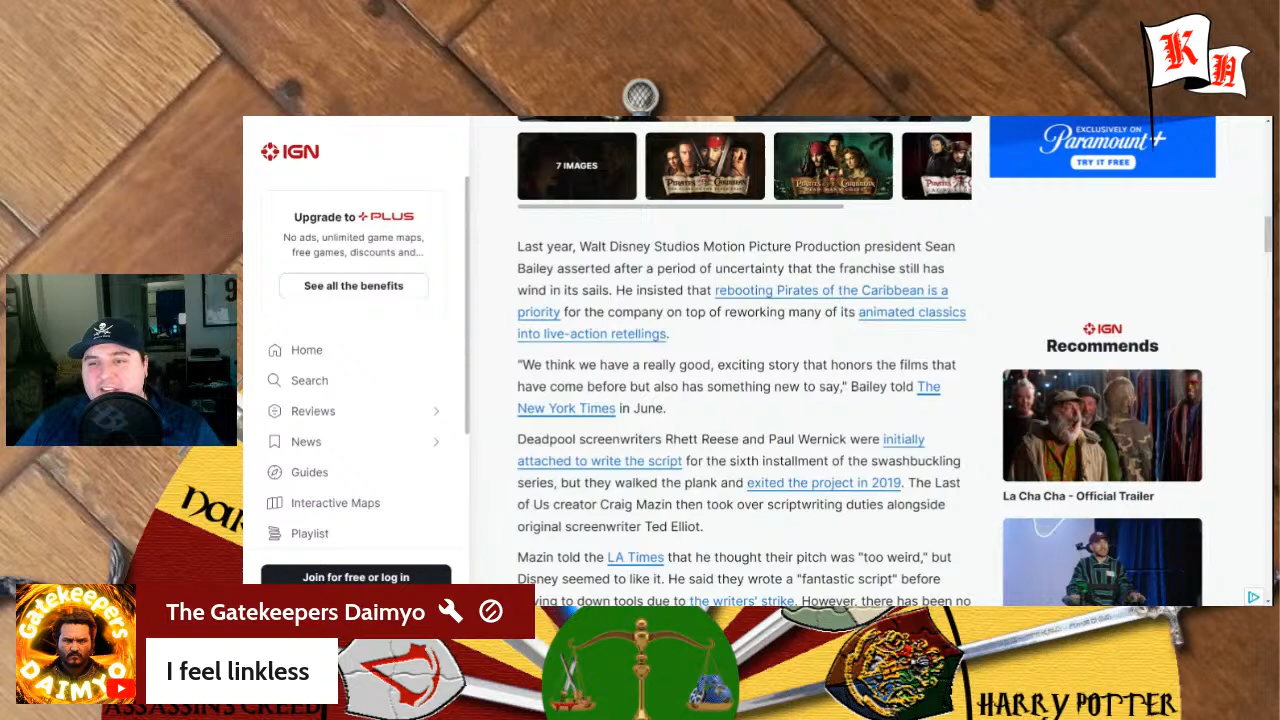 K
H
IGN
Upgrade to PLUS
No ads, unlimited game maps,
free games, discounts and...
See all the benefits
Home
Search
Reviews
News
Guides
Interactive Maps
Playlist
Join for free or log in
7 IMAGES
PIRATES of the CARIBBEAN
PIRATES of the CARIBBEAN
Last year, Walt Disney Studios Motion Picture Production president Sean
Bailey asserted after a period of uncertainty that the franchise still has
wind in its sails. He insisted that rebooting Pirates of the Caribbean is a
priority for the company on top of reworking many of its animated classics
into live-action retellings.
"We think we have a really good, exciting story that honors the films that
have come before but also has something new to say," Bailey told The
New York Times in June.
Deadpool screenwriters Rhett Reese and Paul Wernick were initially
attached to write the script for the sixth installment of the swashbuckling
series, but they walked the plank and exited the project in 2019. The Last
of Us creator Craig Mazin then took over scriptwriting duties alongside
original screenwriter Ted Elliot.
Mazin told the LA Times that he thought their pitch was "too weird," but
Disney seemed to like it. He said they wrote a "fantastic script" before
to down tools due to the writers' strike. However, there has been no
EXCLUSIVELY ON
Paramount+
TRY IT FREE
IGN
Recommends
La Cha Cha - Official Trailer
9
Gatekeepers
DAIMYO
The Gatekeepers Daimyo
I feel linkless
ASSASSIN'S CREED
HARRY POTTER